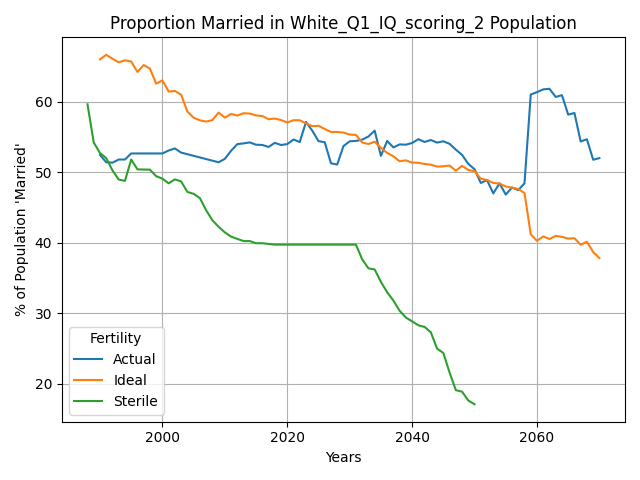 Proportion Married in White_Q1_IQ_scoring_2 Population
% of Population 'Married'
60
50
40
30
20
Fertility
Actual
Ideal
Sterile
2000 2020 2040 2060
Years